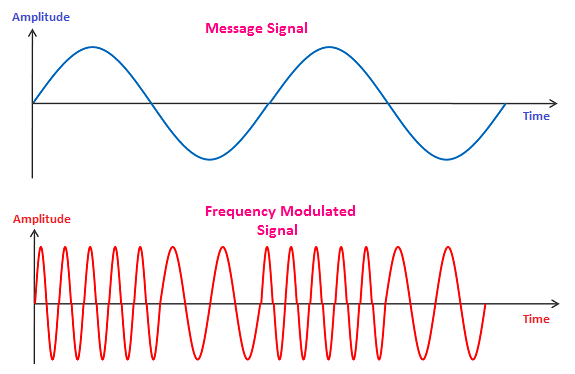 Amplitude
Message Signal
Time
Frequency Modulated
Signal
Amplitude
Time